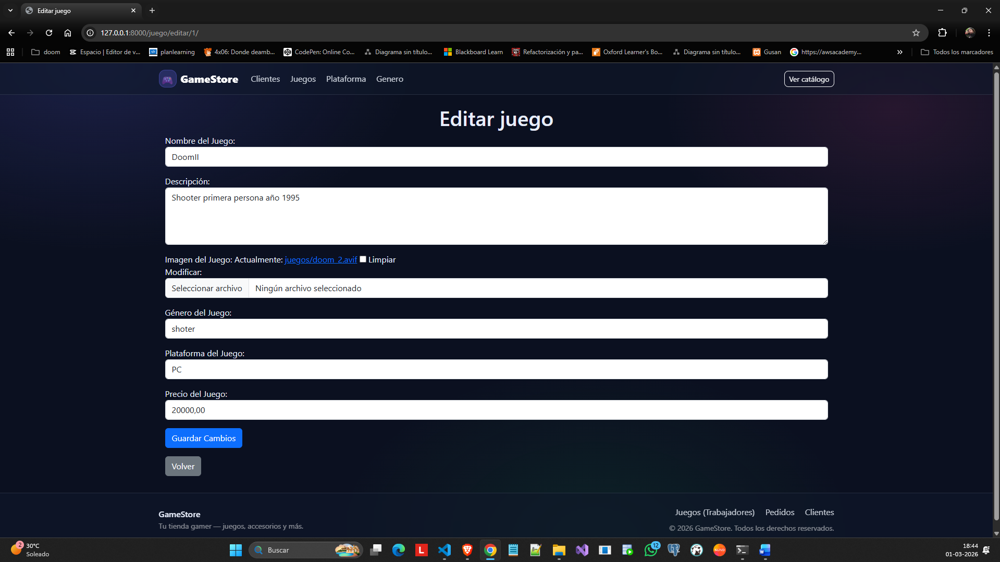 Editar juego
127.0.0.1:8000/juego/editar/1/
doom
Espacio | Editor de v...
planlearning
4x06: Donde deamb...
CodePen: Online Co...
Diagrama sin título...
Blackboard Learn
Refactorización y pa...
Oxford Learner's Bo...
Diagrama sin título...
Gusan
https://awsacademy...
Todos los marcadores
GameStore
Clientes
Juegos
Plataforma
Genero
Ver catálogo
Editar juego
Nombre del Juego:
DoomII
Descripción:
Shooter primera persona año 1995
Imagen del Juego: Actualmente: juegos/doom_2.avif Limpiar
Modificar:
Seleccionar archivo Ningún archivo seleccionado
Género del Juego:
shoter
Plataforma del Juego:
PC
Precio del Juego:
20000,00
Guardar Cambios
Volver
GameStore
Tu tienda gamer — juegos, accesorios y más.
Juegos (Trabajadores)
Pedidos
Clientes
© 2026 GameStore. Todos los derechos reservados.
2
30°C
Soleado
Buscar
L
12
18:44
01-03-2026